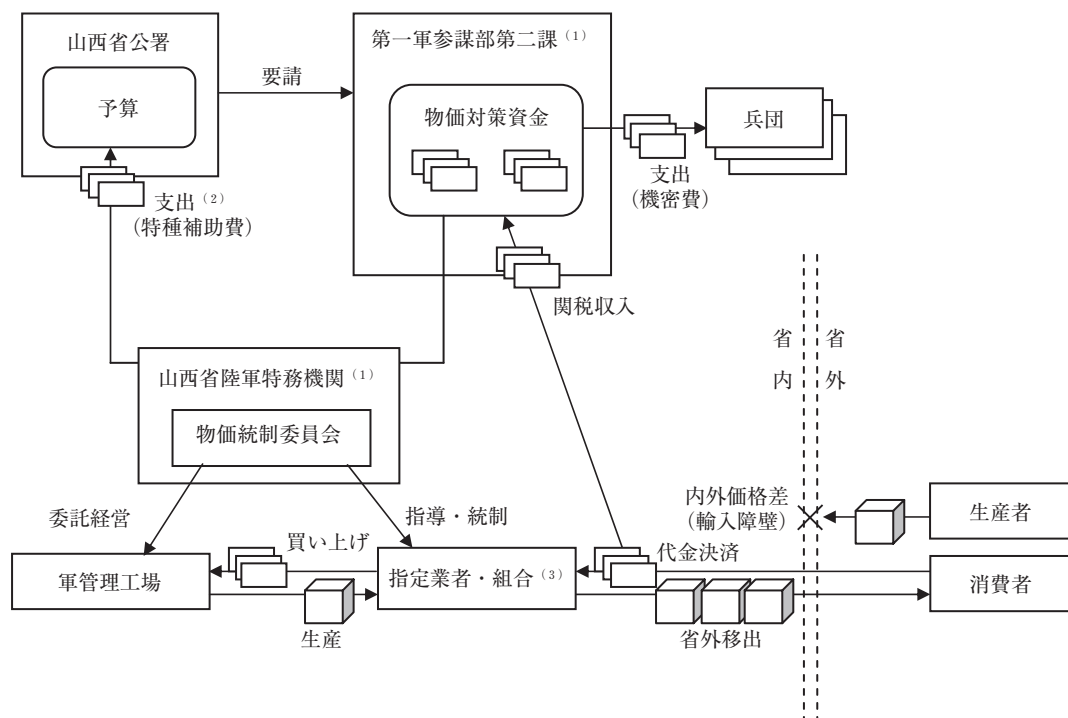 山西省公署
予算
支出(2)
(特種補助費)
要請
第一軍参謀部第二課(1)
物価対策資金
支出
(機密費)
兵団
関税収入
省内
省外
山西省陸軍特務機関(1)
物価統制委員会
委託経営
指導・統制
内外価格差
(輸入障壁)
生産者
買い上げ
代金決済
軍管理工場
指定業者・組合(3)
消費者
生産
省外移出